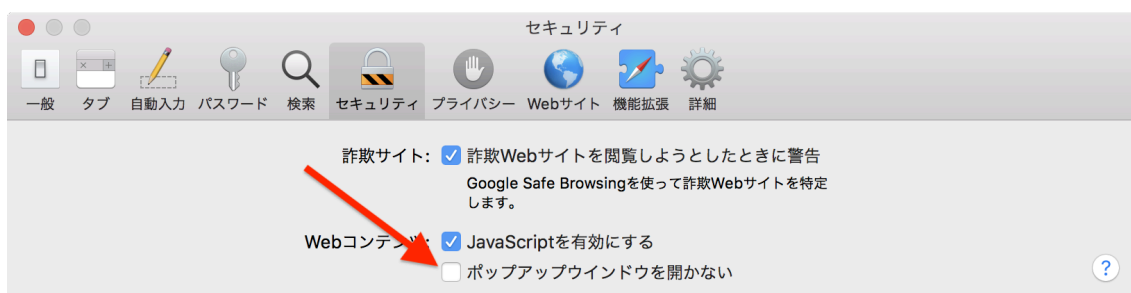 セキュリティ
一般 タブ 自動入力 パスワード 検索 セキュリティ プライバシー Webサイト 機能拡張 詳細
詐欺サイト: 詐欺Webサイトを閲覧しようとしたときに警告
Google Safe Browsingを使って詐欺Webサイトを特定
します。
Webコンテンツ: JavaScriptを有効にする
ポップアップウインドウを開かない
?